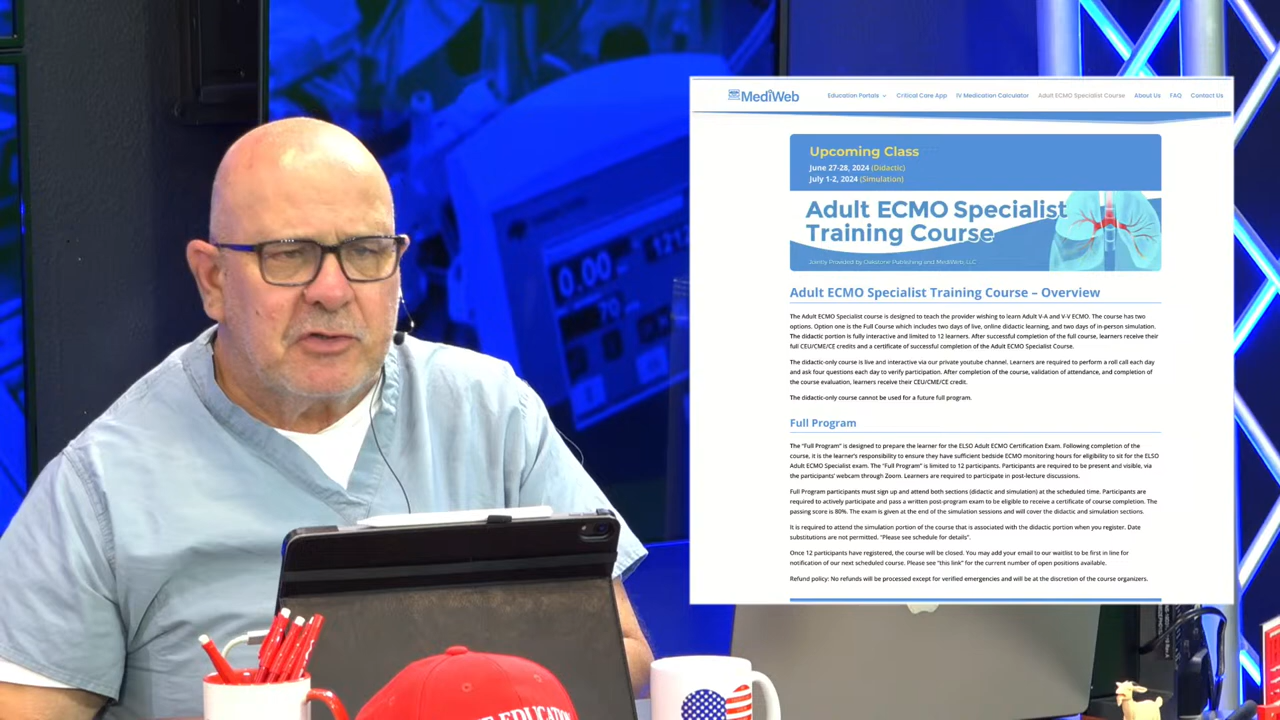 MediWeb
Education Portals
Critical Care App
IV Medication Calculator
Adult ECMO Specialist Course
About Us
FAQ
Contact Us
Upcoming Class
June 27-28, 2024 (Didactic)
July 1-2, 2024 (Simulation)
Adult ECMO Specialist
Training Course
Jointly Provided by Oakstone Publishing and MediWeb, LLC
Adult ECMO Specialist Training Course – Overview
The Adult ECMO Specialist course is designed to teach the provider wishing to learn Adult V-A and V-V ECMO. The course has two
options. Option one is the Full Course which includes two days of live, online didactic learning, and two days of in-person simulation.
The didactic portion is fully interactive and limited to 12 learners. After successful completion of the full course, learners receive their
full CEU/CME/CE credits and a certificate of successful completion of the Adult ECMO Specialist Course.
The didactic-only course is live and interactive via our private youtube channel. Learners are required to perform a roll call each day
and ask four questions each day to verify participation. After completion of the course, validation of attendance, and completion of
the course evaluation, learners receive their CEU/CME/CE credit.
The didactic-only course cannot be used for a future full program.
Full Program
The "Full Program" is designed to prepare the learner for the ELSO Adult ECMO Certification Exam. Following completion of the
course, it is the learner's responsibility to ensure they have sufficient bedside ECMO monitoring hours for eligibility to sit for the ELSO
Adult ECMO Specialist exam. The "Full Program" is limited to 12 participants. Participants are required to be present and visible, via
the participants' webcam through Zoom. Learners are required to participate in post-lecture discussions.
Full Program participants must sign up and attend both sections (didactic and simulation) at the scheduled time. Participants are
required to actively participate and pass a written post-program exam to be eligible to receive a certificate of course completion. The
passing score is 80%. The exam is given at the end of the simulation sessions and will cover the didactic and simulation sections.
It is required to attend the simulation portion of the course that is associated with the didactic portion when you register. Date
substitutions are not permitted. "Please see schedule for details".
Once 12 participants have registered, the course will be closed. You may add your email to our waitlist to be first in line for
notification of our next scheduled course. Please see "this link" for the current number of open positions available.
Refund policy: No refunds will be processed except for verified emergencies and will be at the discretion of the course organizers.
0.00
70
EDUCATION